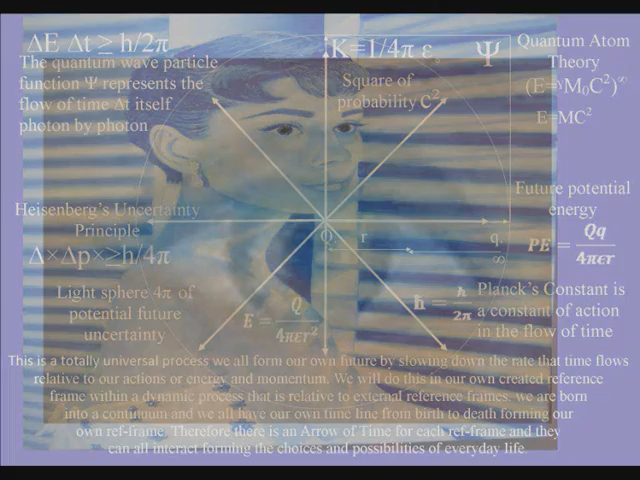 ΔE Δt ≥ h/2π
The quantum wave particle
function Ψ represents the
flow of time Δt itself
photon by photon
K=1/4π ε
Ψ
Square of
probability C²
Quantum Atom
Theory
(E=M₀C²)∞
E=MC²
Heisenberg's Uncertainty
Principle
Δ×Δp×≥h/4π
r
q
∞
Future potential
energy
PE = Qq/4πεr
Light sphere 4π of
potential future
uncertainty
E = Q/4πεr²
ħ = h/2π
Planck's Constant is
a constant of action
in the flow of time
This is a totally universal process we all form our own future by slowing down the rate that time flows
relative to our actions or energy and momentum. We will do this in our own created reference
frame within a dynamic process that is relative to external reference frames. we are born
into a continuum and we all have our own time line from birth to death forming our
own ref-frame. Therefore there is an Arrow of Time for each ref-frame and they
can all interact forming the choices and possibilities of everyday life.